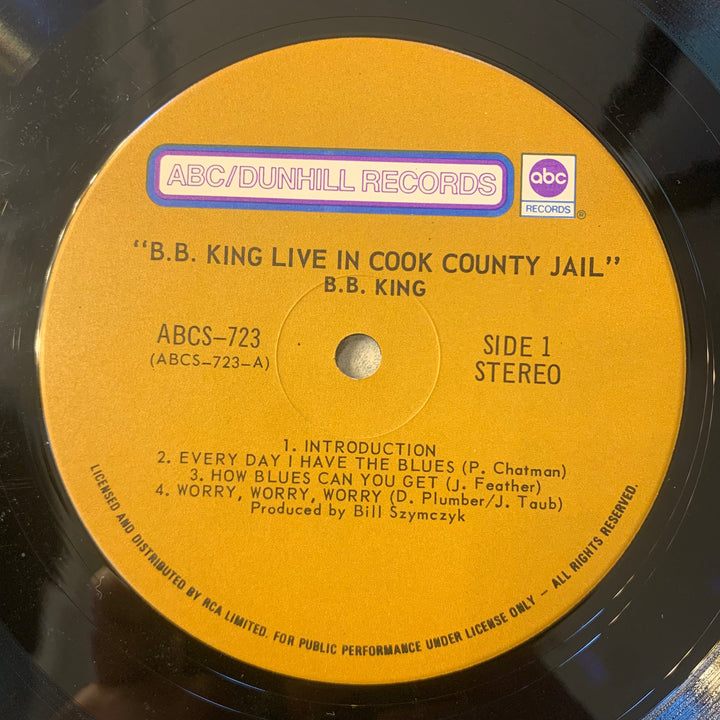 ABC/DUNHILL RECORDS
abc
RECORDS
®
"B.B. KING LIVE IN COOK COUNTY JAIL"
B.B. KING
ABCS-723
(ABCS-723-A)
SIDE 1
STEREO
1. INTRODUCTION
2. EVERY DAY I HAVE THE BLUES (P. Chatman)
3. HOW BLUES CAN YOU GET (J. Feather)
4. WORRY, WORRY, WORRY (D. Plumber/J. Taub)
Produced by Bill Szymczyk
LICENSED AND DISTRIBUTED BY RCA LIMITED. FOR PUBLIC PERFORMANCE UNDER LICENSE ONLY - ALL RIGHTS RESERVED.